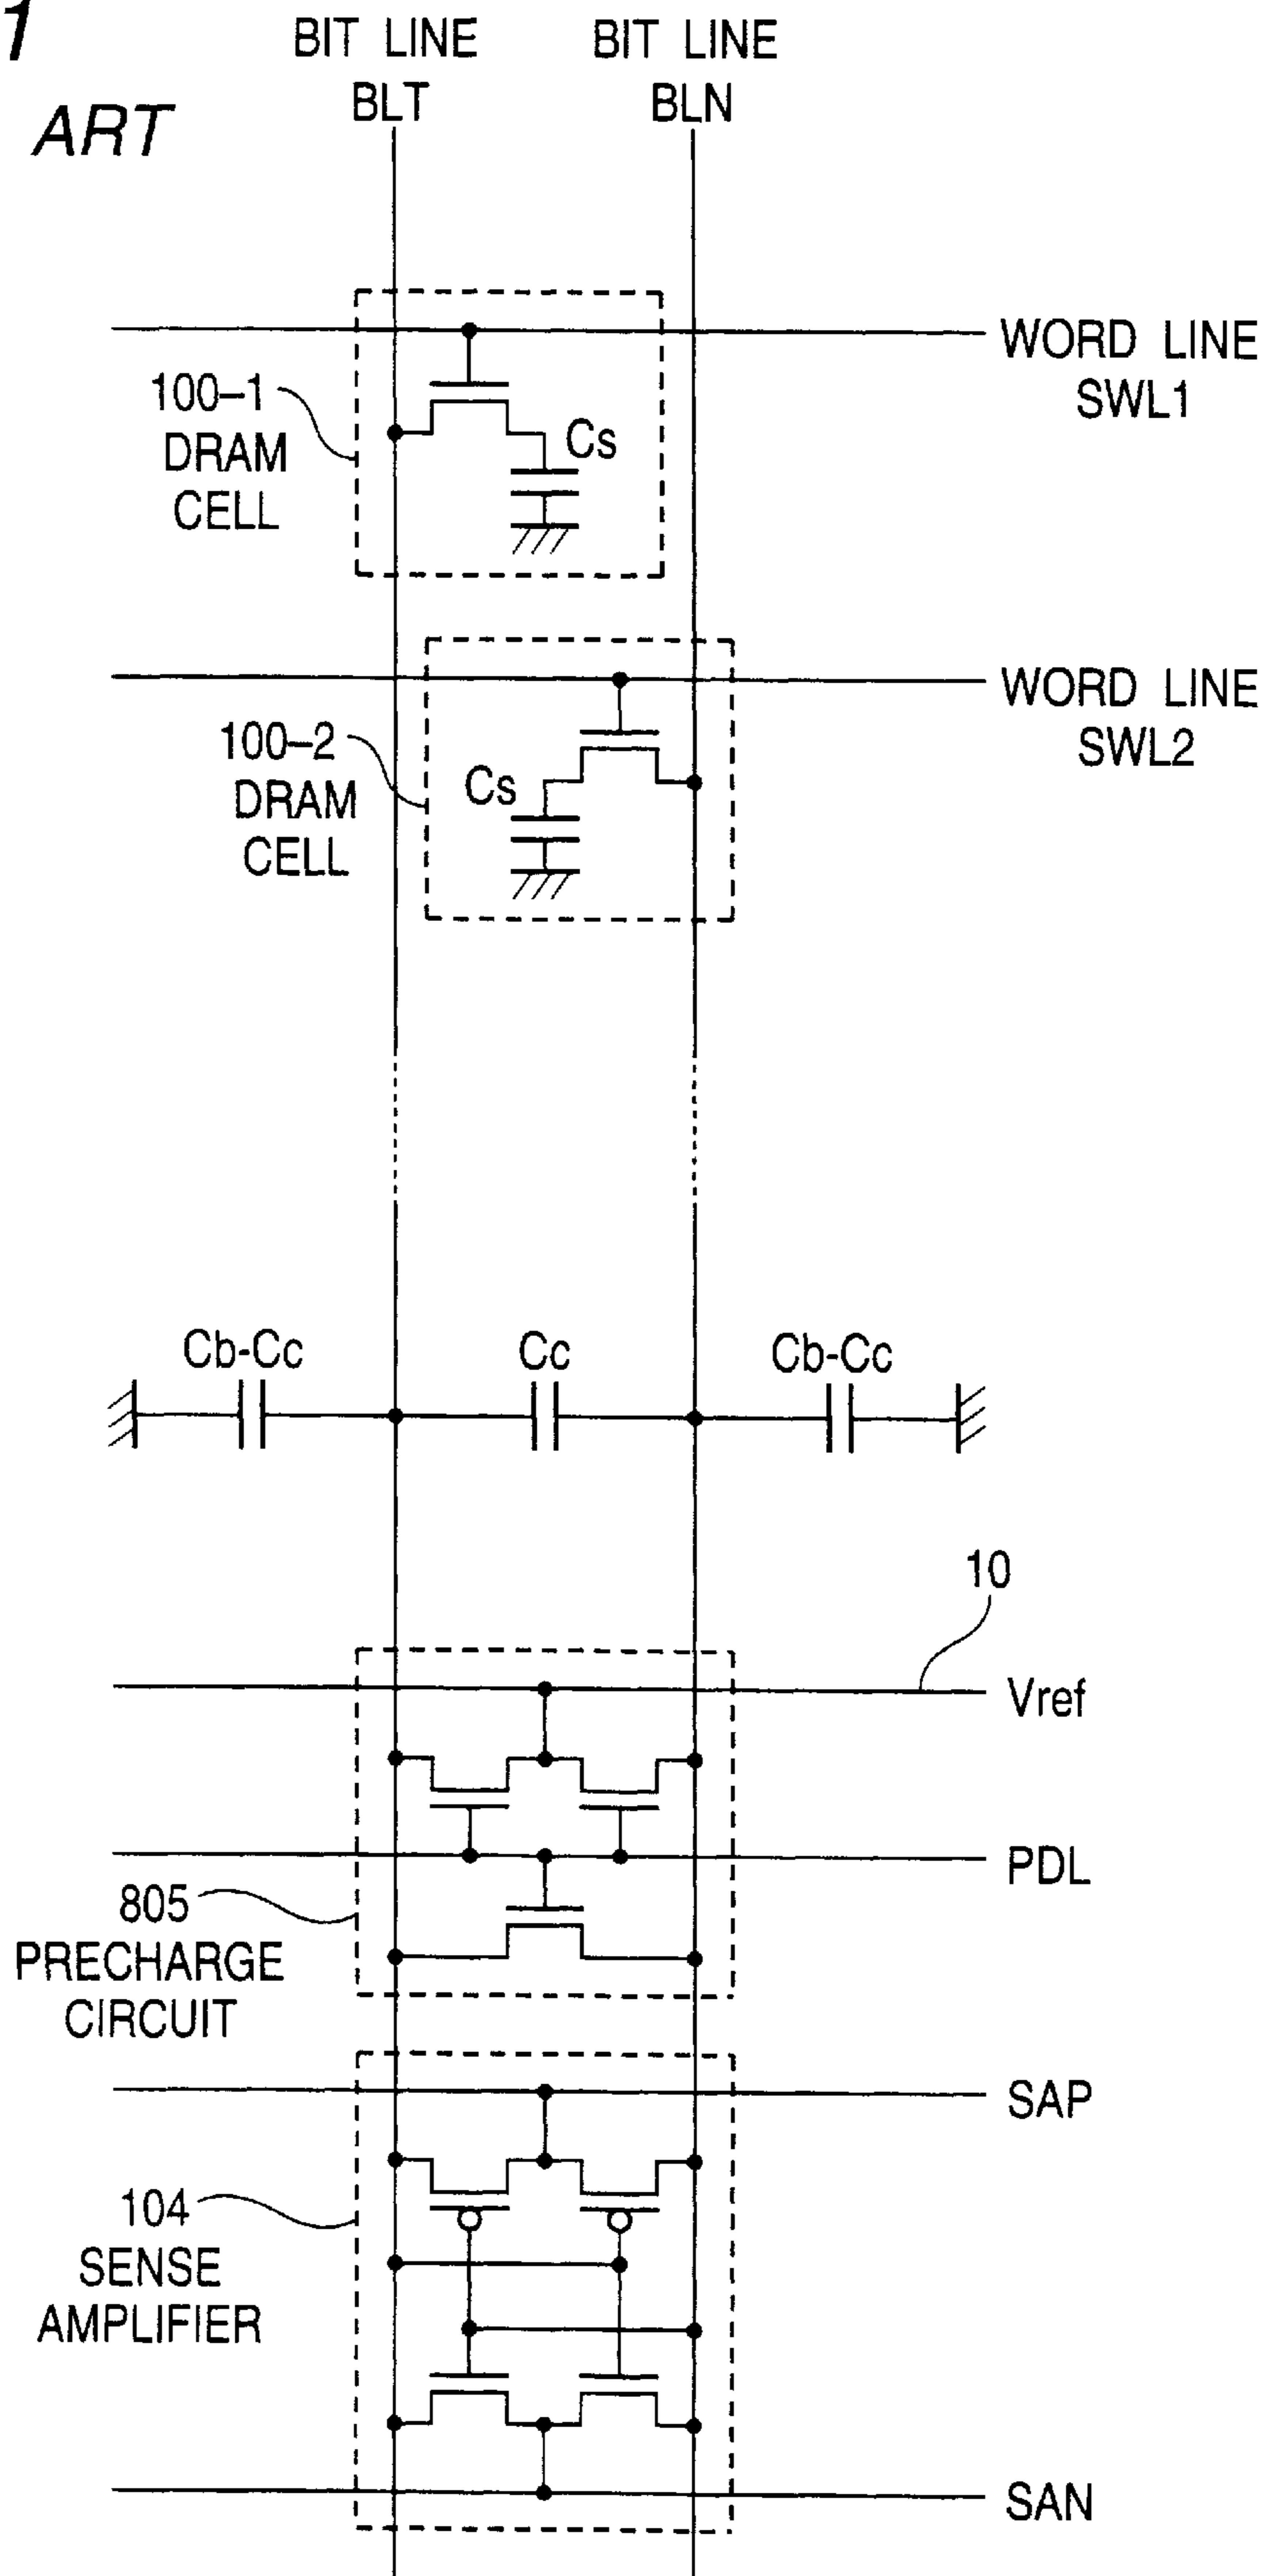 1
ART
BIT LINE
BLT
BIT LINE
BLN
WORD LINE
SWL1
100–1
DRAM
CELL
Cs
WORD LINE
SWL2
100–2
DRAM
CELL
Cs
Cb-Cc
Cc
Cb-Cc
10
Vref
PDL
805
PRECHARGE
CIRCUIT
SAP
104
SENSE
AMPLIFIER
SAN